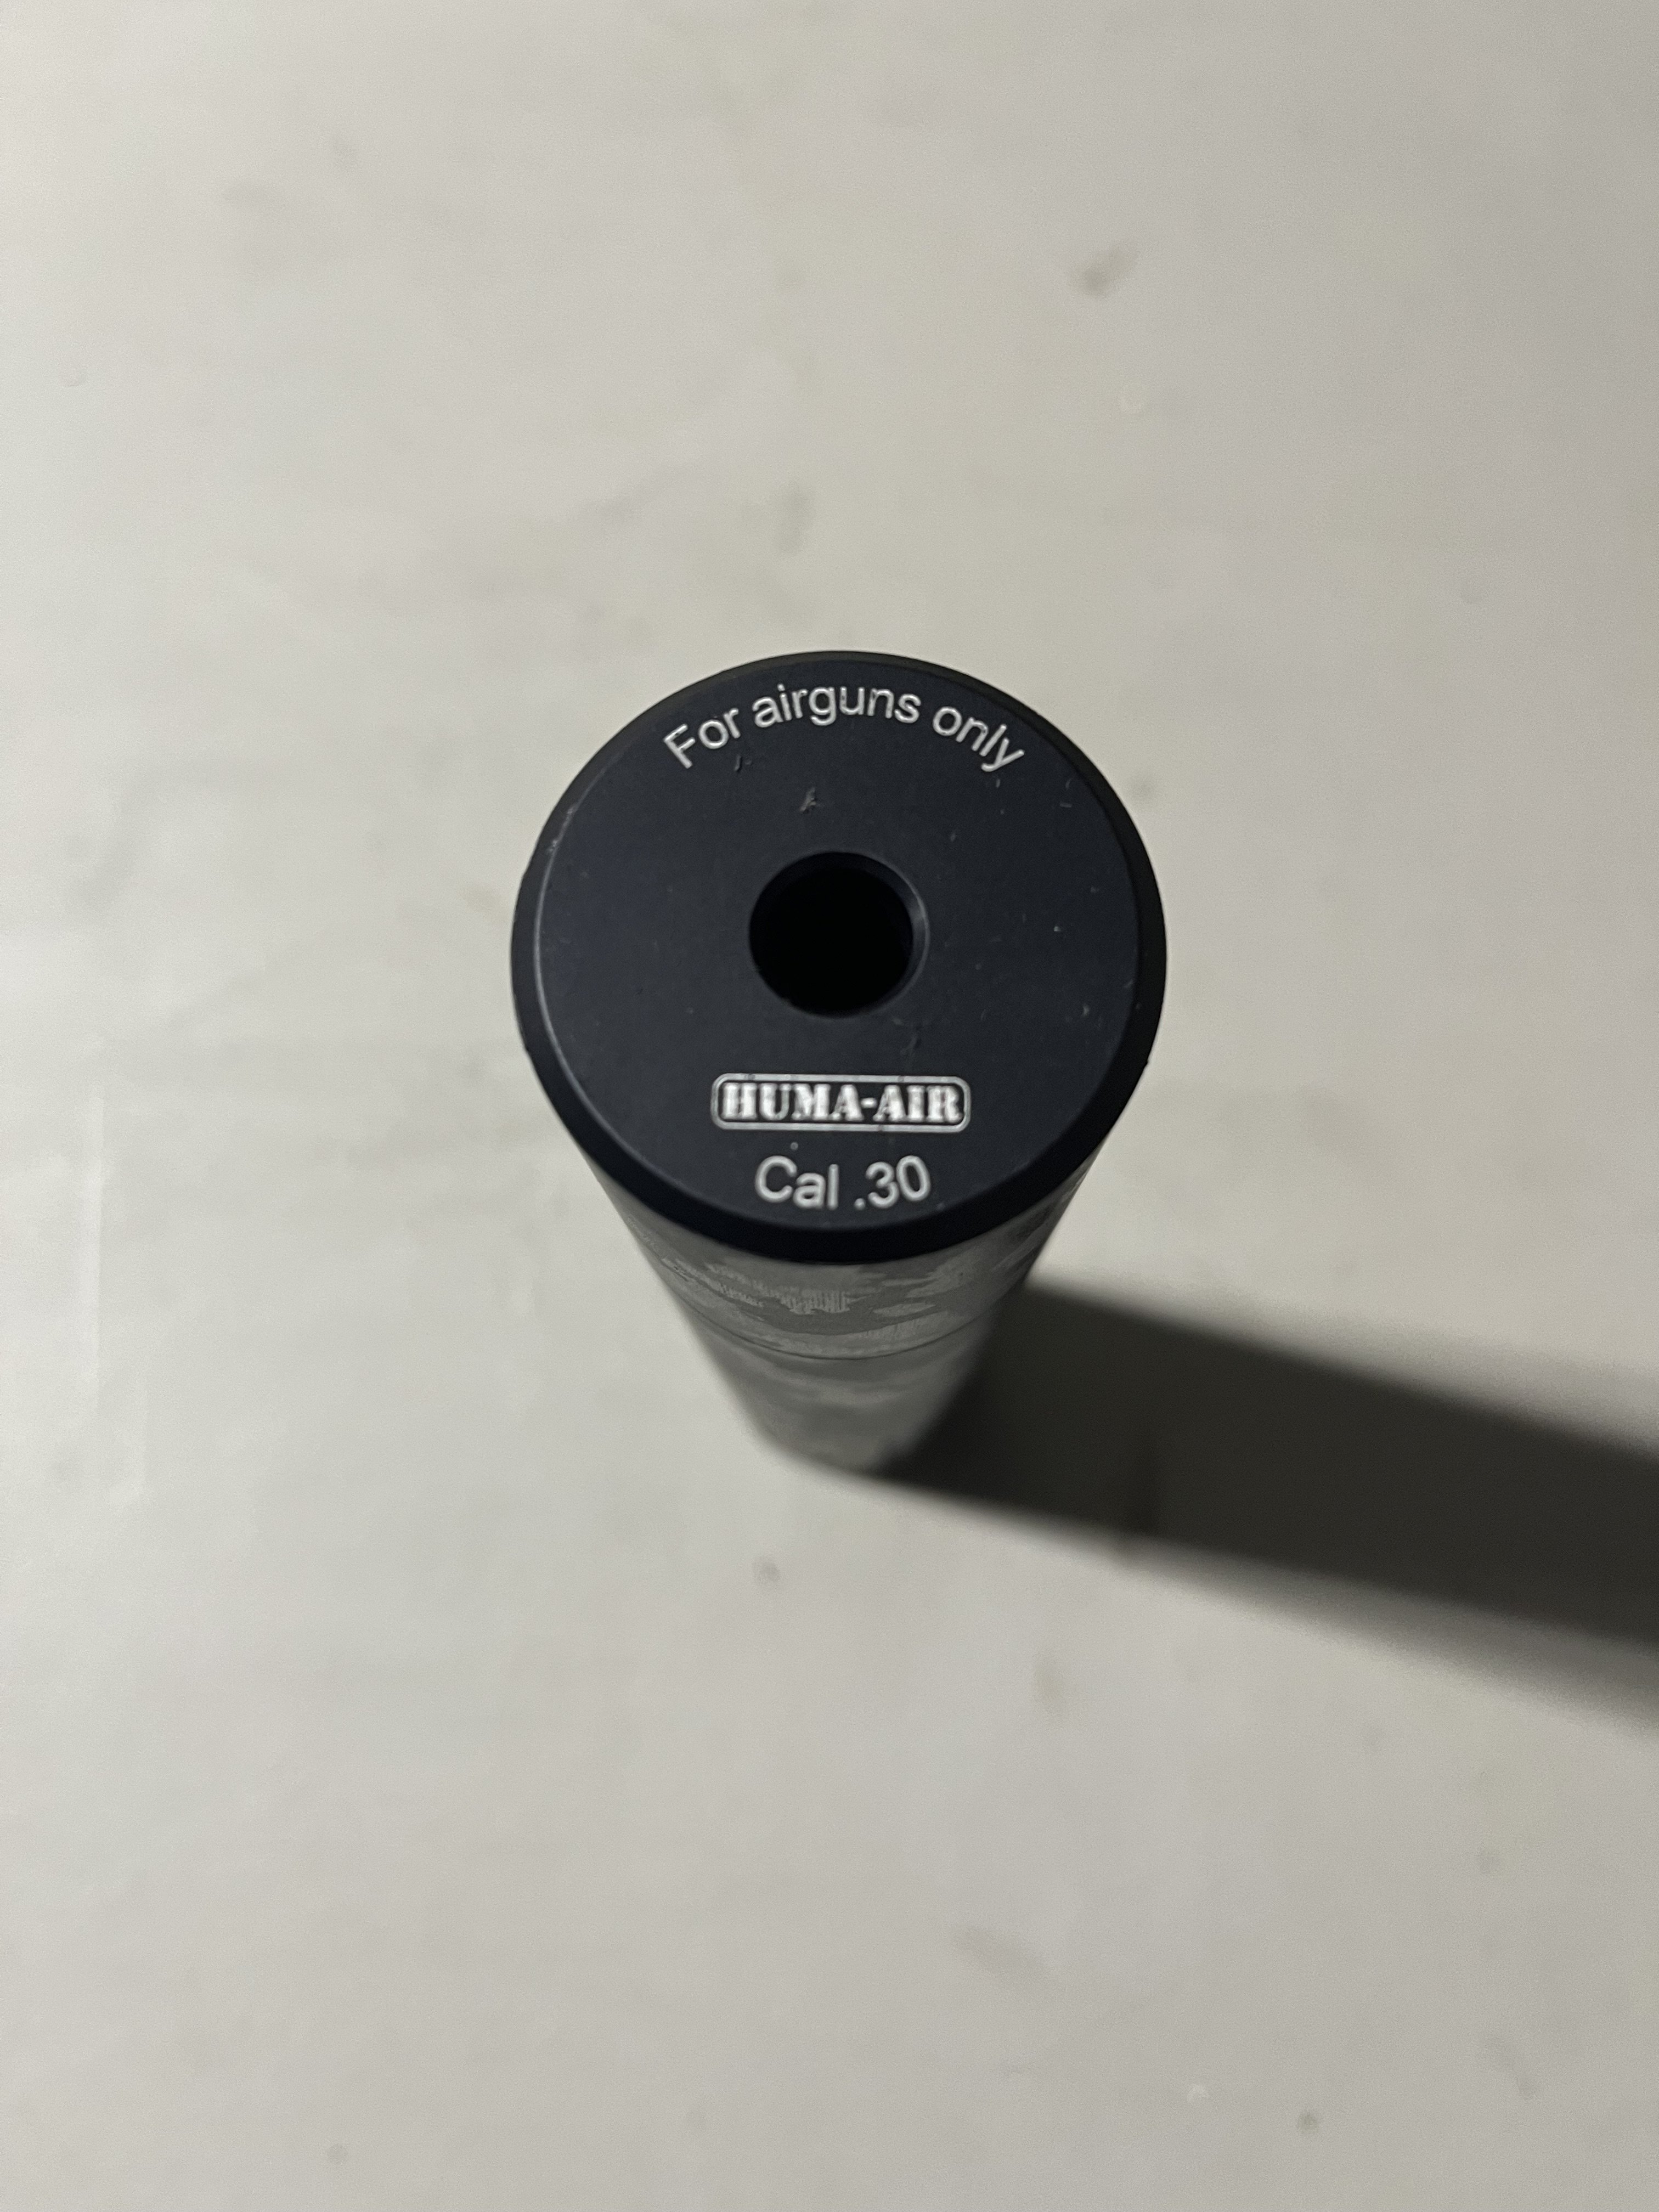 For airguns only
HUMA-AIR
Cal .30